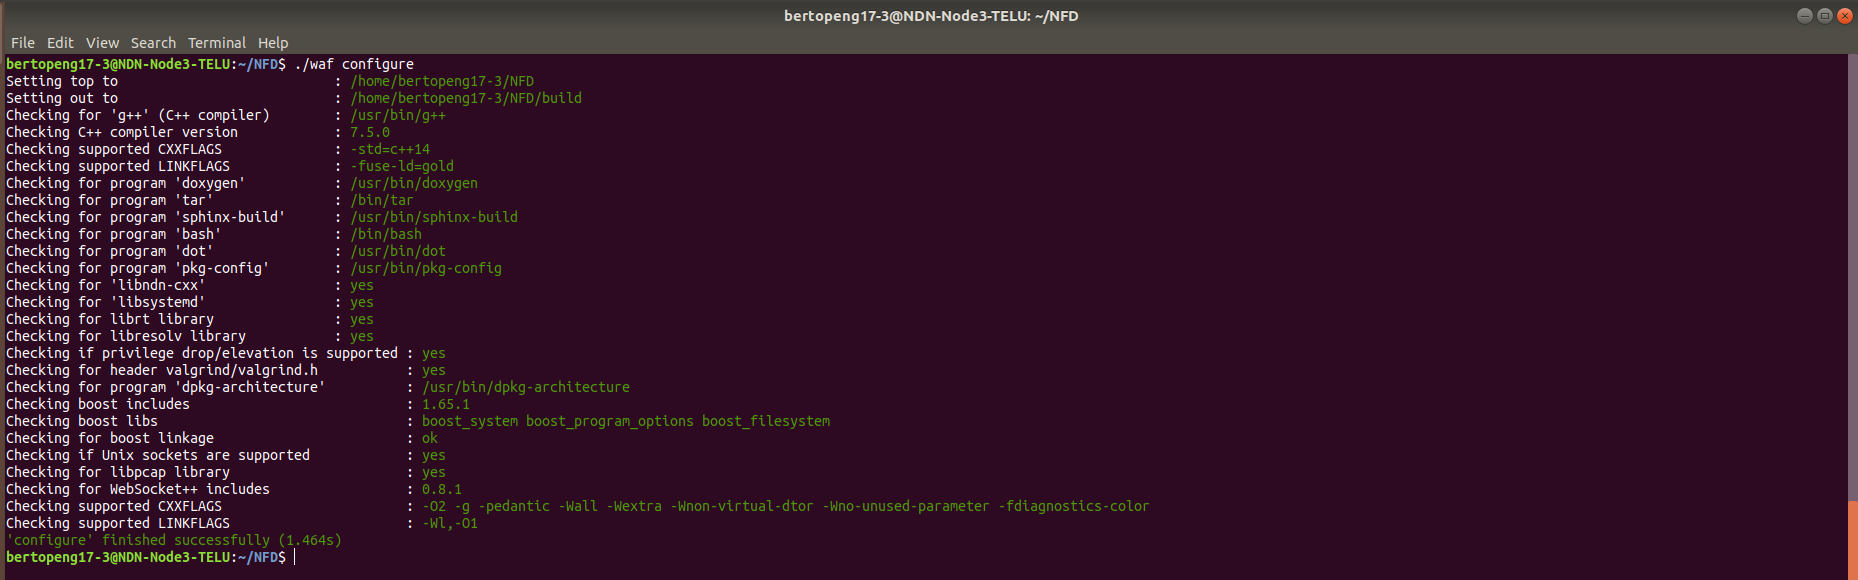 bertopeng17-3@NDN-Node3-TELU: ~/NFD
File Edit View Search Terminal Help
bertopeng17-3@NDN-Node3-TELU:~/NFD$ ./waf configure
Setting top to : /home/bertopeng17-3/NFD
Setting out to : /home/bertopeng17-3/NFD/build
Checking for 'g++' (C++ compiler) : /usr/bin/g++
Checking C++ compiler version : 7.5.0
Checking supported CXXFLAGS : -std=c++14
Checking supported LINKFLAGS : -fuse-ld=gold
Checking for program 'doxygen' : /usr/bin/doxygen
Checking for program 'tar' : /bin/tar
Checking for program 'sphinx-build' : /usr/bin/sphinx-build
Checking for program 'bash' : /bin/bash
Checking for program 'dot' : /usr/bin/dot
Checking for program 'pkg-config' : /usr/bin/pkg-config
Checking for 'libndn-cxx' : yes
Checking for 'libsystemd' : yes
Checking for librt library : yes
Checking for libresolv library : yes
Checking if privilege drop/elevation is supported : yes
Checking for header valgrind/valgrind.h : yes
Checking for program 'dpkg-architecture' : /usr/bin/dpkg-architecture
Checking boost includes : 1.65.1
Checking boost libs : boost_system boost_program_options boost_filesystem
Checking for boost linkage : ok
Checking if Unix sockets are supported : yes
Checking for libpcap library : yes
Checking for WebSocket++ includes : 0.8.1
Checking supported CXXFLAGS : -O2 -g -pedantic -Wall -Wextra -Wnon-virtual-dtor -Wno-unused-parameter -fdiagnostics-color
Checking supported LINKFLAGS : -Wl,-O1
'configure' finished successfully (1.464s)
bertopeng17-3@NDN-Node3-TELU:~/NFD$